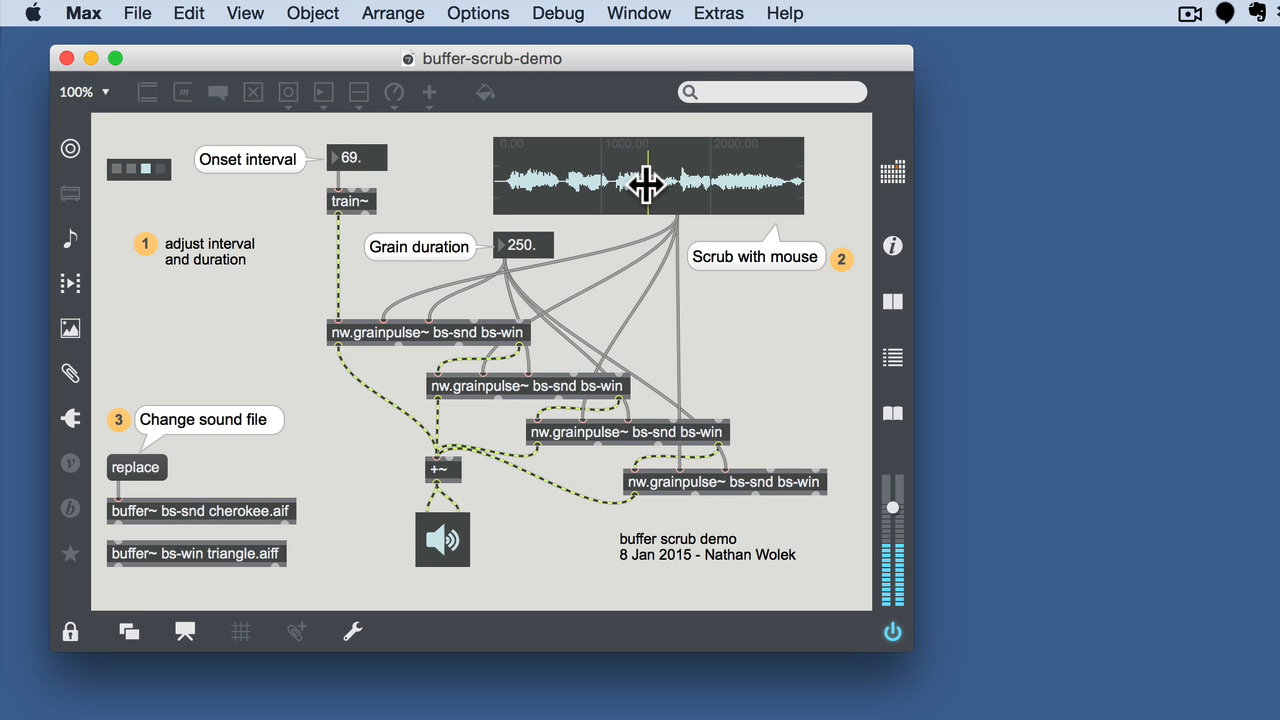 Max File Edit View Object Arrange Options Debug Window Extras Help
buffer-scrub-demo
100%
0.00 1000.00 2000.00
Onset interval
69.
train~
1 adjust interval
and duration
Grain duration
250.
Scrub with mouse 2
nw.grainpulse~ bs-snd bs-win
nw.grainpulse~ bs-snd bs-win
nw.grainpulse~ bs-snd bs-win
nw.grainpulse~ bs-snd bs-win
3 Change sound file
replace
+~
buffer~ bs-snd cherokee.aif
buffer~ bs-win triangle.aiff
buffer scrub demo
8 Jan 2015 - Nathan Wolek